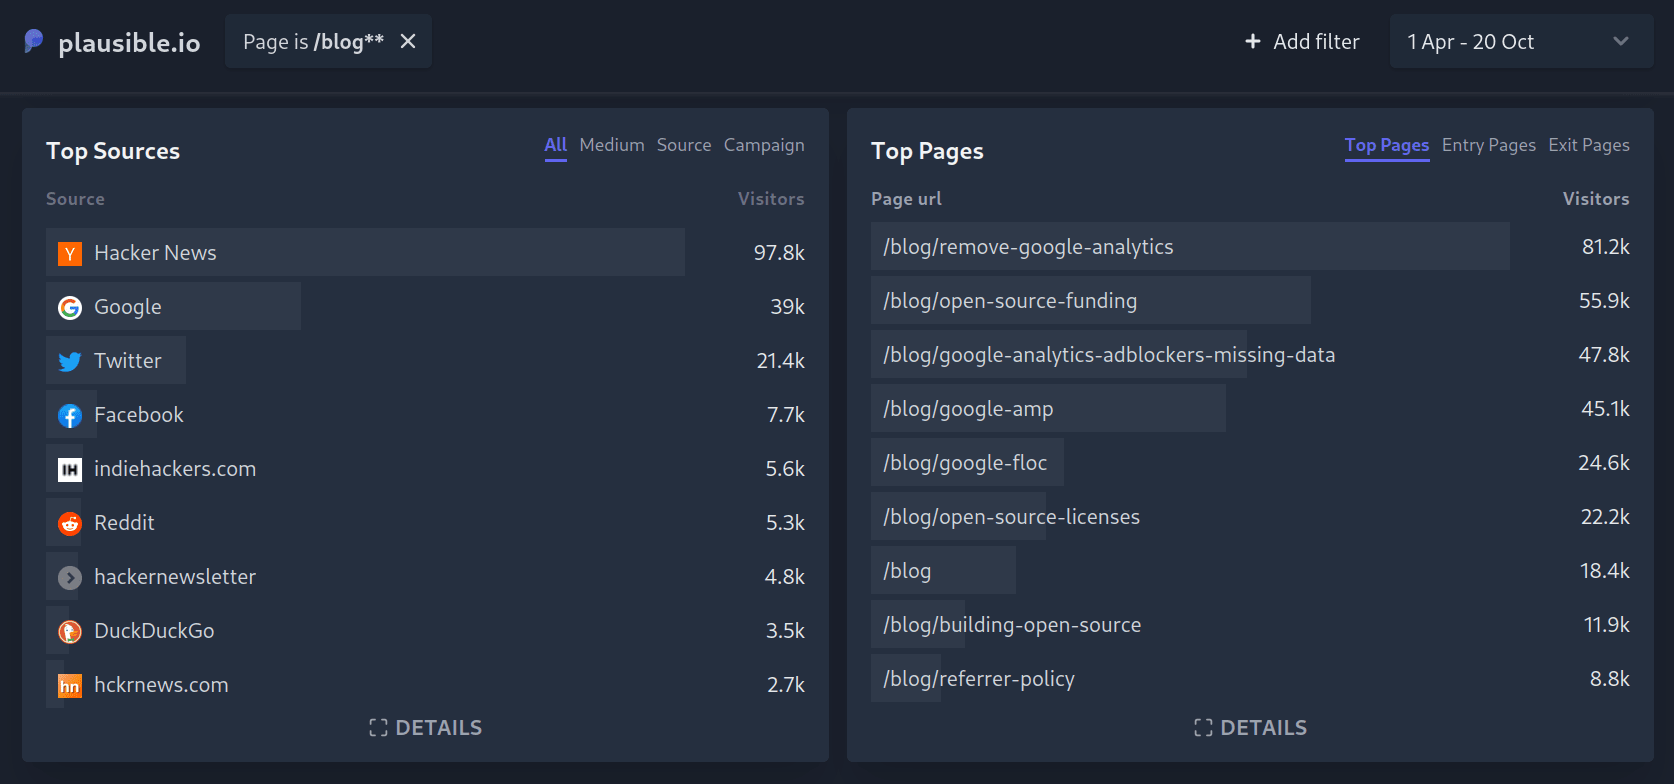 plausible.io
Page is /blog** ×
+ Add filter
1 Apr - 20 Oct
Top Sources
All Medium Source Campaign
Source Visitors
Y Hacker News 97.8k
G Google 39k
Twitter 21.4k
f Facebook 7.7k
IH indiehackers.com 5.6k
Reddit 5.3k
hackernewsletter 4.8k
DuckDuckGo 3.5k
hn hckrnews.com 2.7k
DETAILS
Top Pages
Top Pages Entry Pages Exit Pages
Page url Visitors
/blog/remove-google-analytics 81.2k
/blog/open-source-funding 55.9k
/blog/google-analytics-adblockers-missing-data 47.8k
/blog/google-amp 45.1k
/blog/google-floc 24.6k
/blog/open-source-licenses 22.2k
/blog 18.4k
/blog/building-open-source 11.9k
/blog/referrer-policy 8.8k
DETAILS